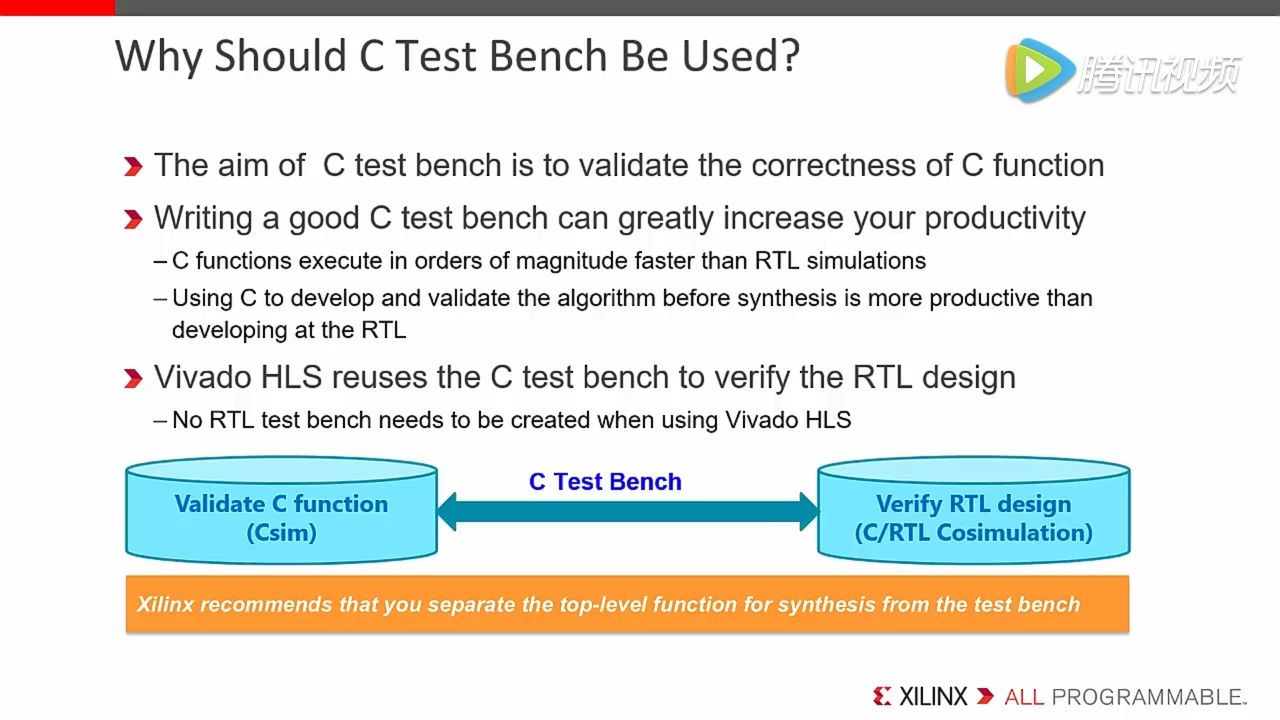 Why Should C Test Bench Be Used?
腾讯视频
The aim of  C test bench is to validate the correctness of C function
Writing a good C test bench can greatly increase your productivity
– C functions execute in orders of magnitude faster than RTL simulations
– Using C to develop and validate the algorithm before synthesis is more productive than
developing at the RTL
Vivado HLS reuses the C test bench to verify the RTL design
– No RTL test bench needs to be created when using Vivado HLS
C Test Bench
Validate C function
(Csim)
Verify RTL design
(C/RTL Cosimulation)
Xilinx recommends that you separate the top-level function for synthesis from the test bench
XILINX ALL PROGRAMMABLE™